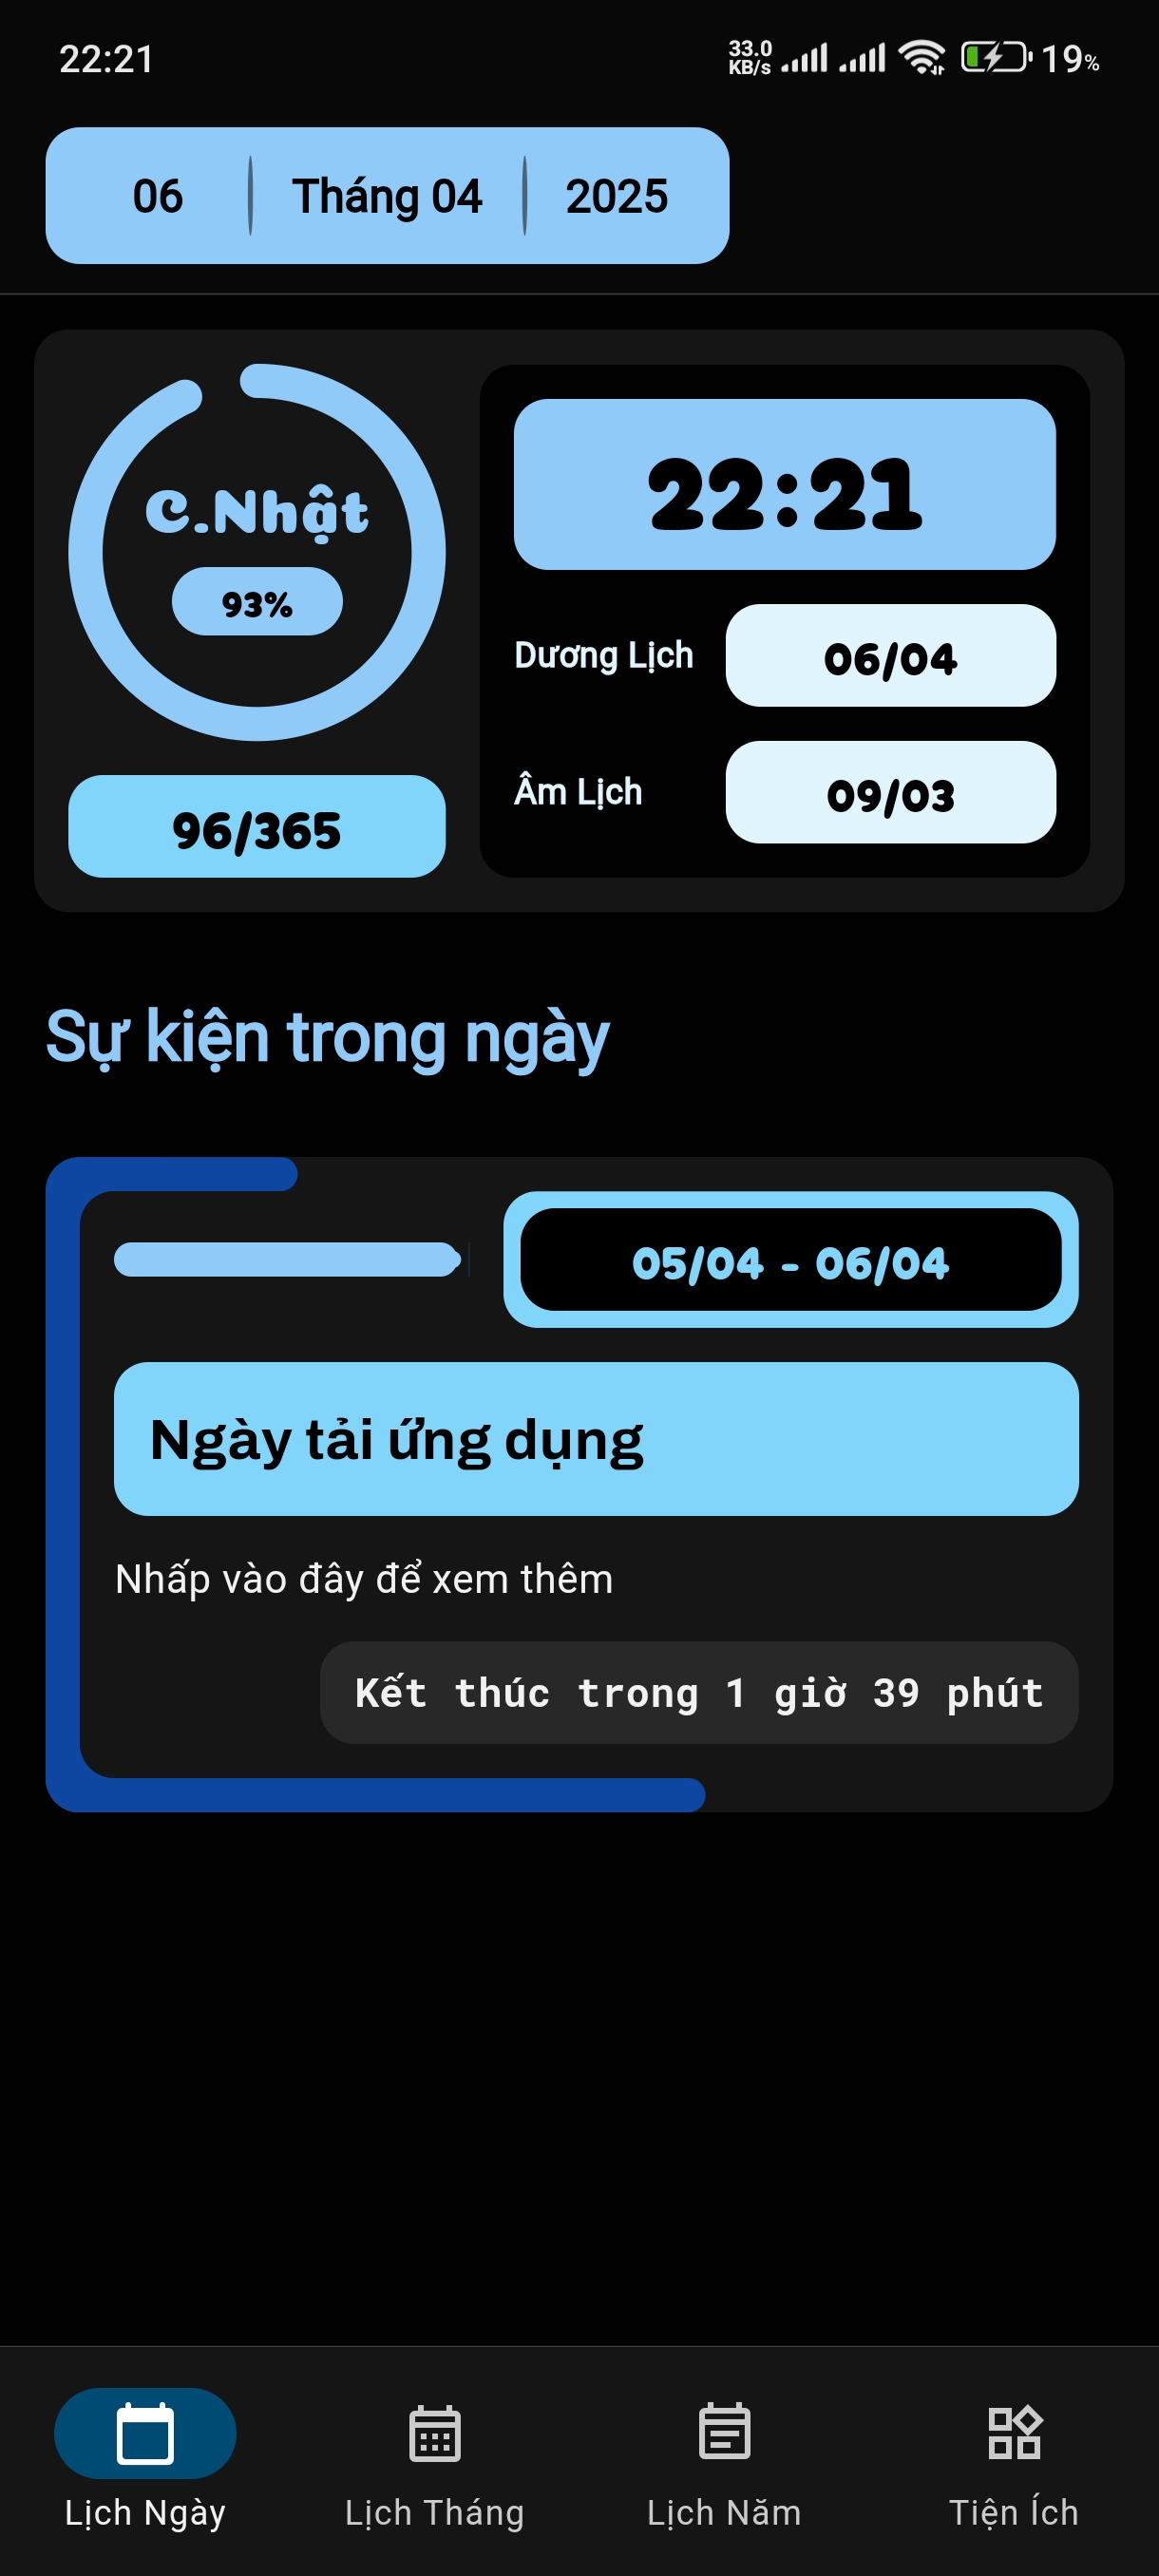 22:21
33.0
KB/s
19%
06
Tháng 04
2025
C.Nhật
93%
96/365
22:21
Dương Lịch
06/04
Âm Lịch
09/03
Sự kiện trong ngày
05/04 - 06/04
Ngày tải ứng dụng
Nhấp vào đây để xem thêm
Kết thúc trong 1 giờ 39 phút
Lịch Ngày
Lịch Tháng
Lịch Năm
Tiện Ích